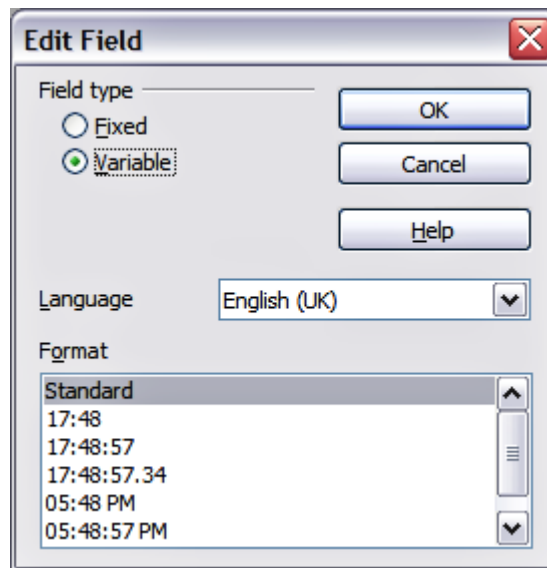 Edit Field
Field type
Fixed
Variable
OK
Cancel
Help
Language
English (UK)
Format
Standard
17:48
17:48:57
17:48:57.34
05:48 PM
05:48:57 PM